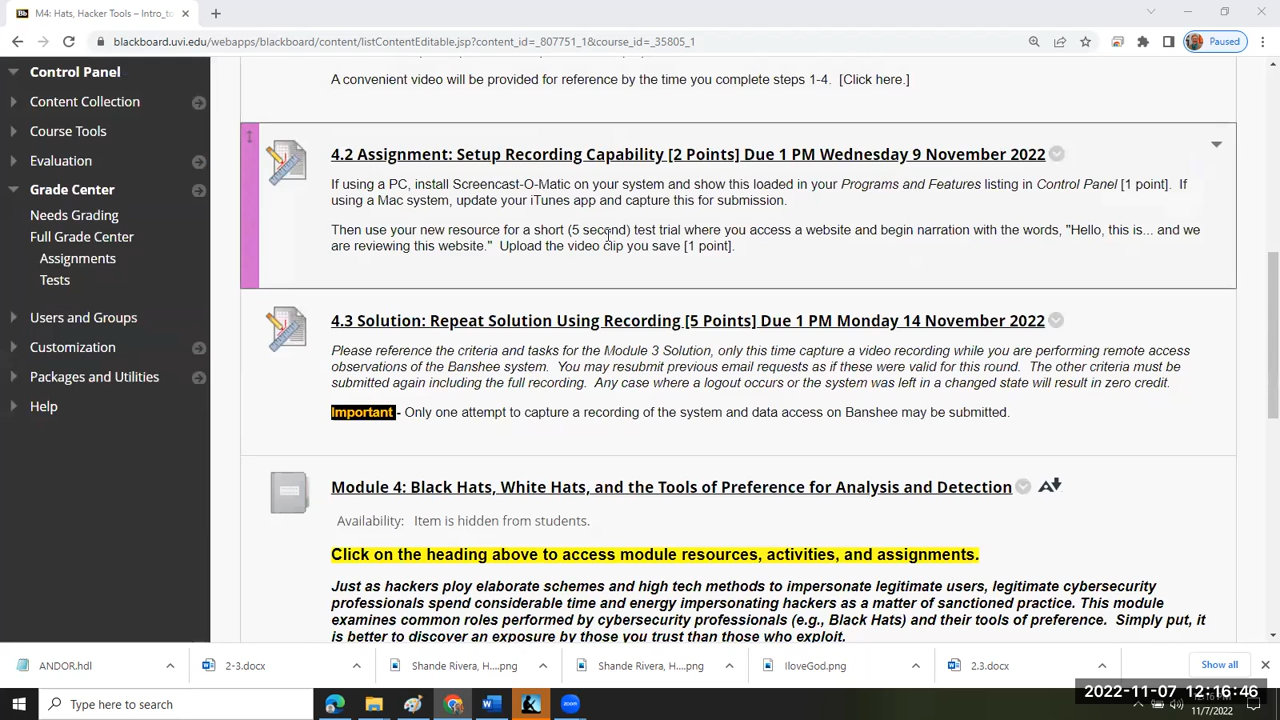 M4: Hats, Hacker Tools – Intro_to
blackboard.uvi.edu/webapps/blackboard/content/listContentEditable.jsp?content_id=_807751_1&course_id=_35805_1
Paused
Control Panel
Content Collection
Course Tools
Evaluation
Grade Center
Needs Grading
Full Grade Center
Assignments
Tests
Users and Groups
Customization
Packages and Utilities
Help
A convenient video will be provided for reference by the time you complete steps 1-4. [Click here.]
4.2 Assignment: Setup Recording Capability [2 Points] Due 1 PM Wednesday 9 November 2022
If using a PC, install Screencast-O-Matic on your system and show this loaded in your Programs and Features listing in Control Panel [1 point]. If
using a Mac system, update your iTunes app and capture this for submission.
Then use your new resource for a short (5 second) test trial where you access a website and begin narration with the words, "Hello, this is... and we
are reviewing this website." Upload the video clip you save [1 point].
4.3 Solution: Repeat Solution Using Recording [5 Points] Due 1 PM Monday 14 November 2022
Please reference the criteria and tasks for the Module 3 Solution, only this time capture a video recording while you are performing remote access
observations of the Banshee system. You may resubmit previous email requests as if these were valid for this round. The other criteria must be
submitted again including the full recording. Any case where a logout occurs or the system was left in a changed state will result in zero credit.
Important - Only one attempt to capture a recording of the system and data access on Banshee may be submitted.
Module 4: Black Hats, White Hats, and the Tools of Preference for Analysis and Detection
Availability: Item is hidden from students.
Click on the heading above to access module resources, activities, and assignments.
Just as hackers ploy elaborate schemes and high tech methods to impersonate legitimate users, legitimate cybersecurity
professionals spend considerable time and energy impersonating hackers as a matter of sanctioned practice. This module
examines common roles performed by cybersecurity professionals (e.g., Black Hats) and their tools of preference. Simply put, it
is better to discover an exposure by those you trust than those who exploit.
ANDOR.hdl
2-3.docx
Shande Rivera, H....png
Shande Rivera, H....png
IloveGod.png
2.3.docx
Show all
Type here to search
2022-11-07 12:16:46
11/7/2022